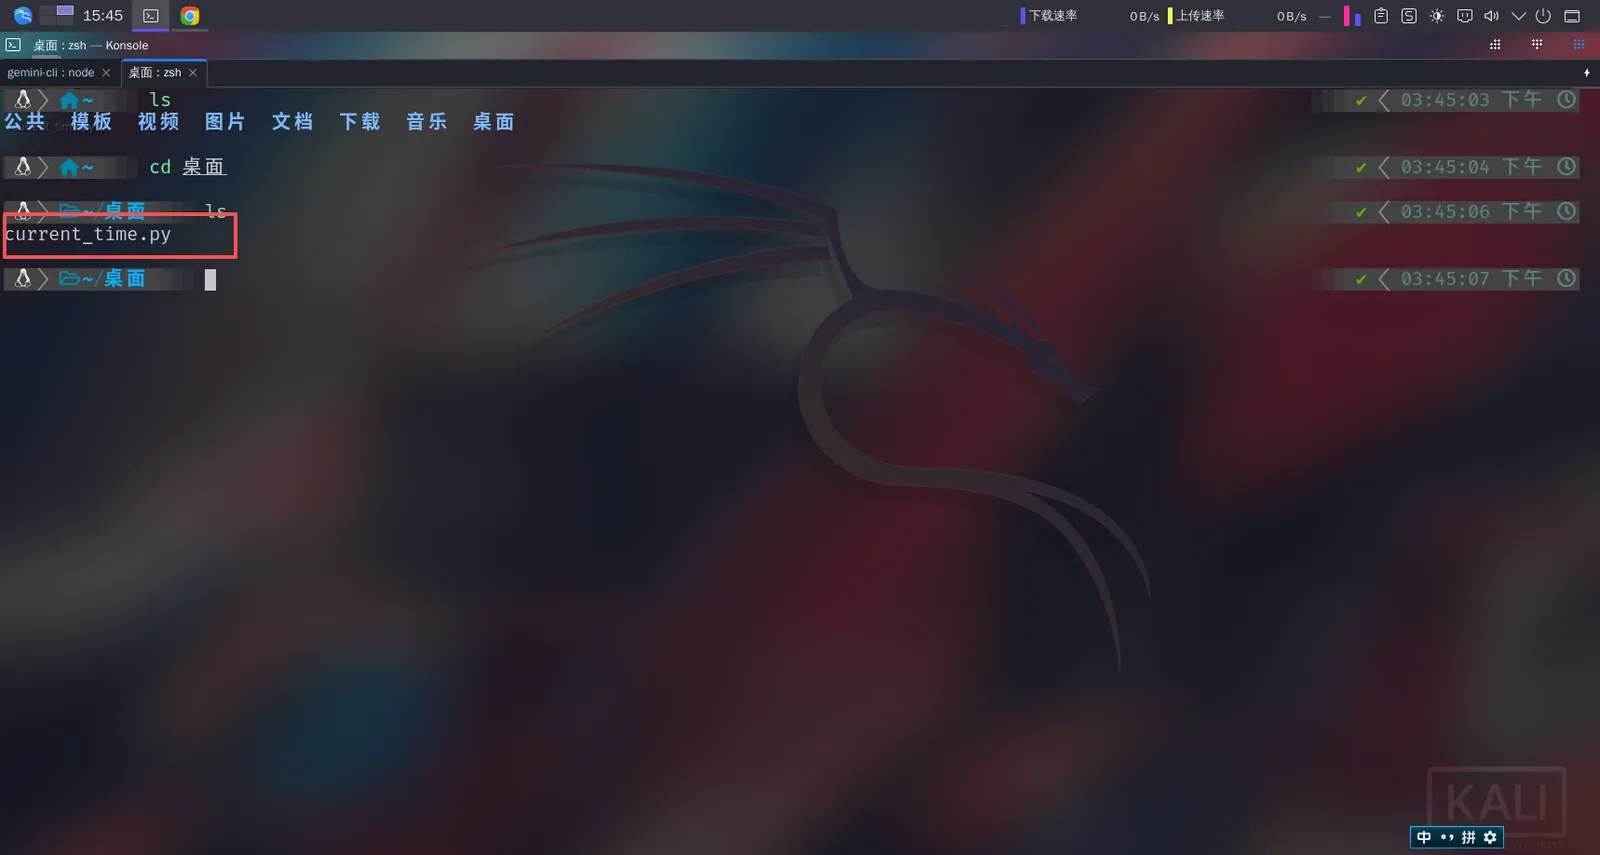 15:45 下载速率 0 B/s 上传速率 0 B/s
桌面 : zsh — Konsole
gemini-cli : node 桌面 : zsh
~ ls 03:45:03 下午
公共 模板 视频 图片 文档 下载 音乐 桌面
~ cd 桌面 03:45:04 下午
~/桌面 ls 03:45:06 下午
current_time.py
~/桌面 03:45:07 下午
KALI
中 •, 拼